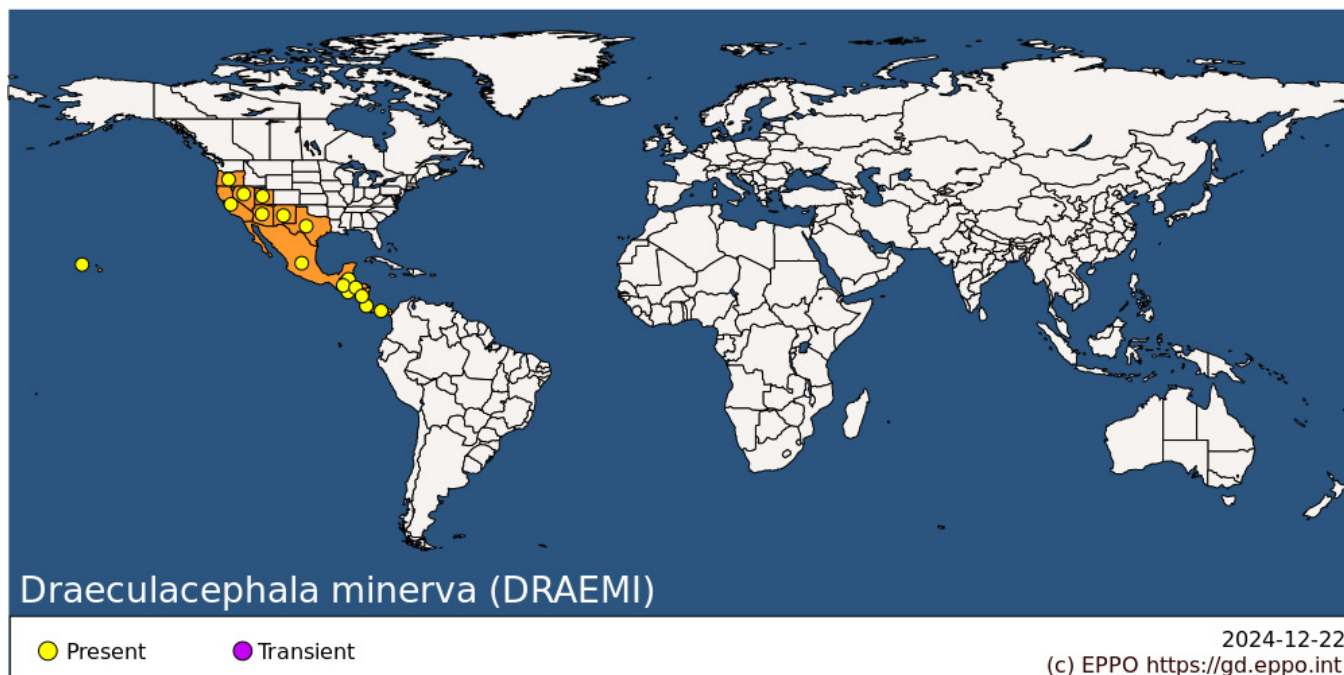 Draeculacephala minerva (DRAEMI)
Present
Transient
2024-12-22
(c) EPPO https://gd.eppo.int